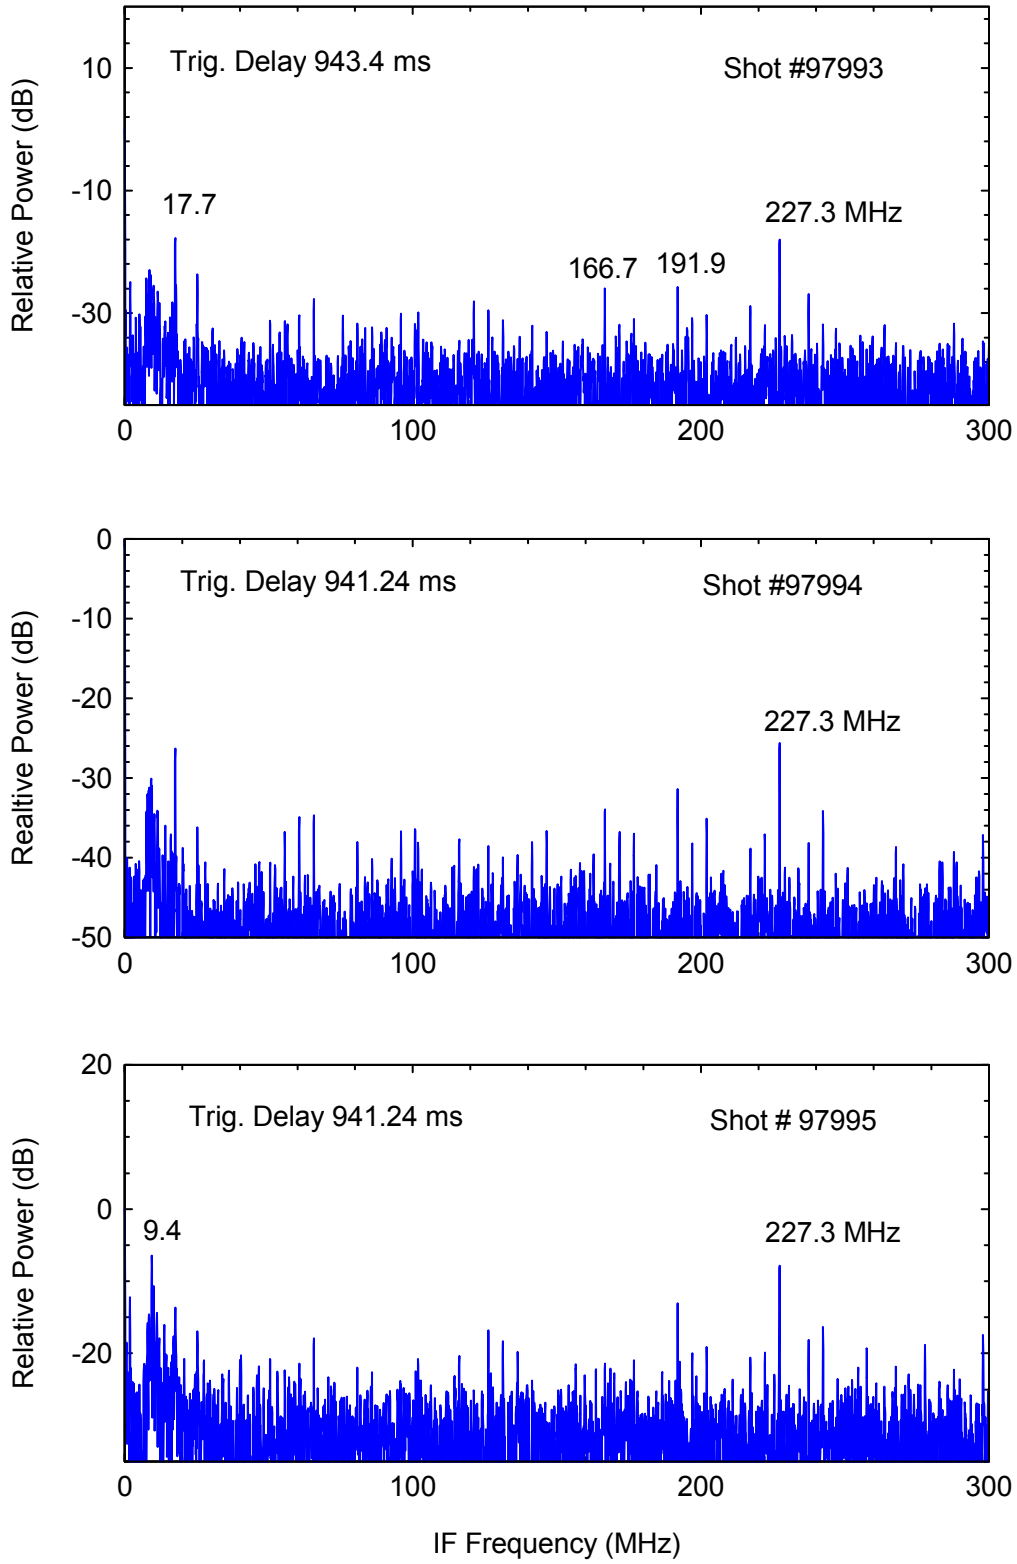 Relative Power (dB)
10
-10
-30
Trig. Delay 943.4 ms
Shot #97993
17.7
166.7
191.9
227.3 MHz
0
100
200
300
Realtive Power (dB)
0
-10
-20
-30
-40
-50
Trig. Delay 941.24 ms
Shot #97994
227.3 MHz
0
100
200
300
Relative Power (dB)
20
0
-20
Trig. Delay 941.24 ms
Shot # 97995
9.4
227.3 MHz
0
100
200
300
IF Frequency (MHz)